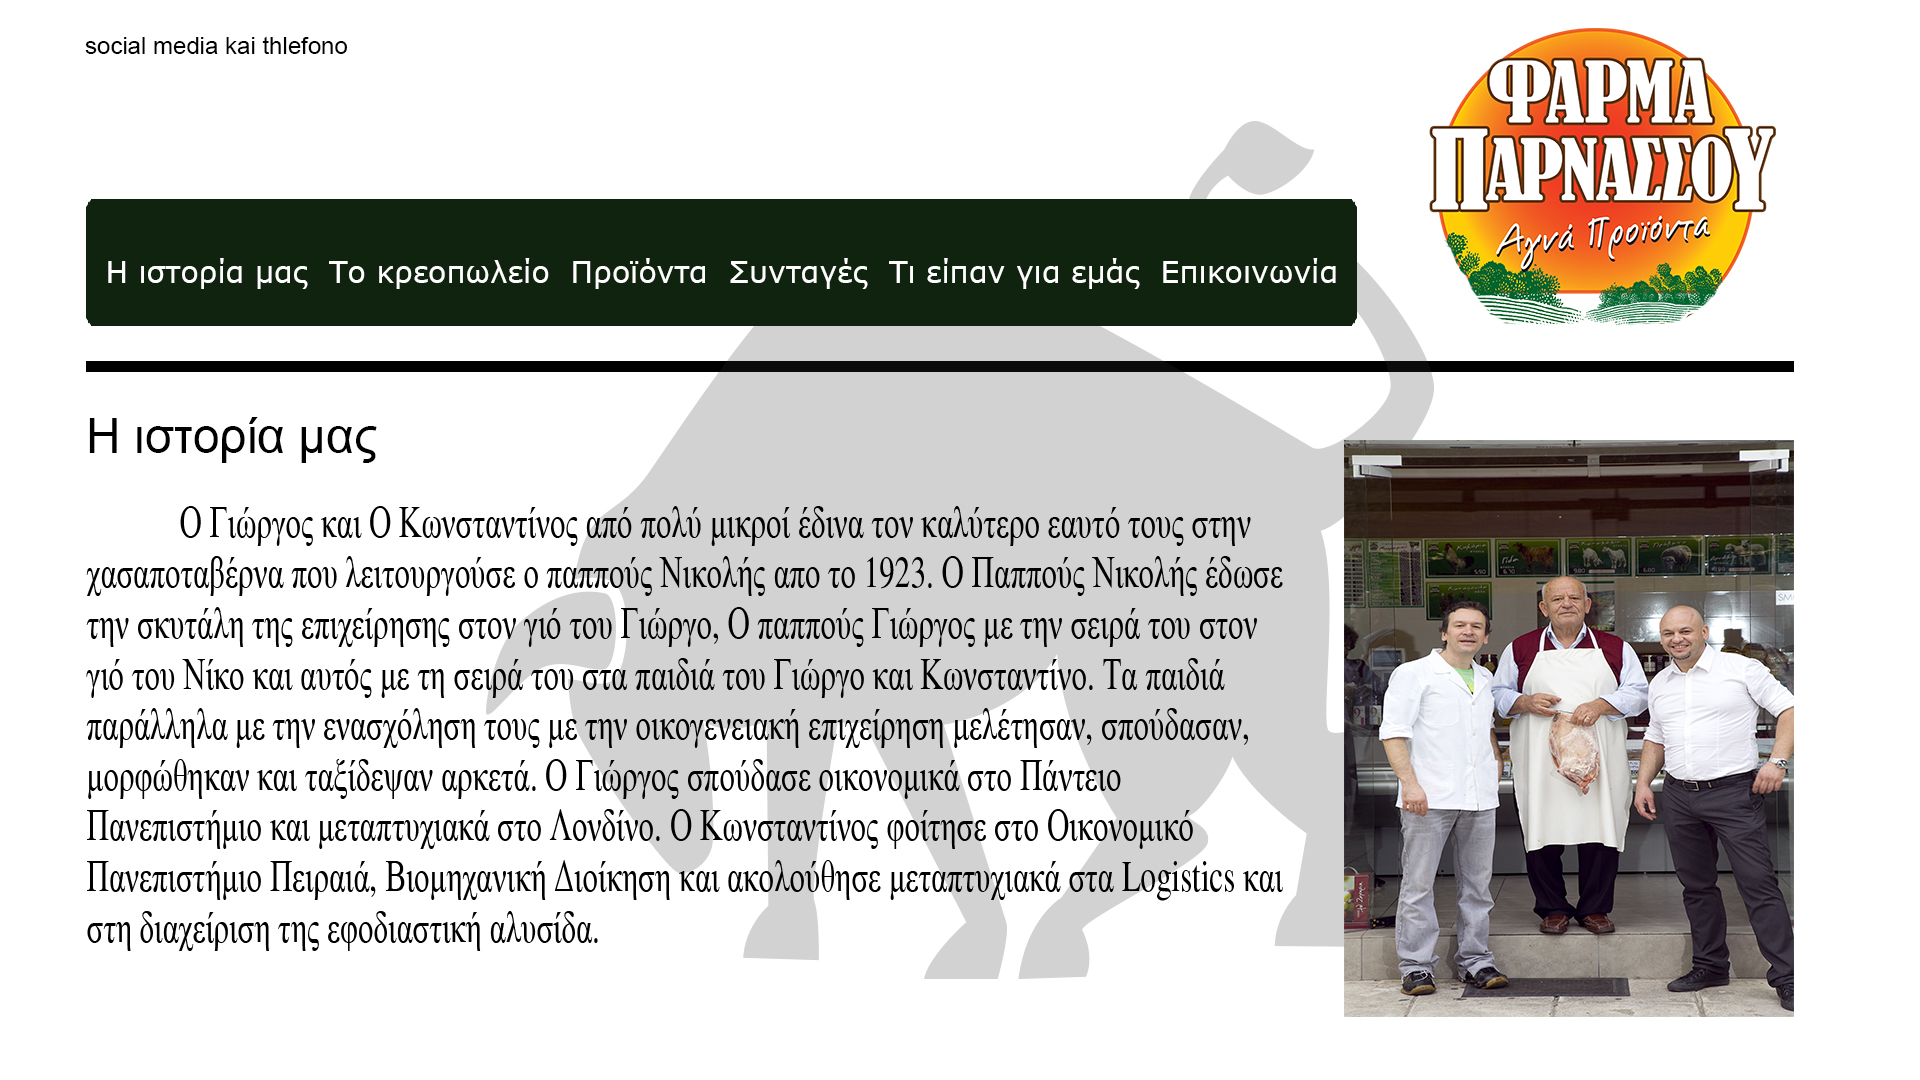 social media kai thlefono
ΦΑΡΜΑ
ΠΑΡΝΑΣΣΟΥ
Αγνά Προϊόντα
Η ιστορία μας Το κρεοπωλείο Προϊόντα Συνταγές Τι είπαν για εμάς Επικοινωνία
Η ιστορία μας
Ο Γιώργος και Ο Κωνσταντίνος από πολύ μικροί έδινα τον καλύτερο εαυτό τους στην
χασαποταβέρνα που λειτουργούσε ο παππούς Νικολής απο το 1923. Ο Παππούς Νικολής έδωσε
την σκυτάλη της επιχείρησης στον γιό του Γιώργο, Ο παππούς Γιώργος με την σειρά του στον
γιό του Νίκο και αυτός με τη σειρά του στα παιδιά του Γιώργο και Κωνσταντίνο. Τα παιδιά
παράλληλα με την ενασχόληση τους με την οικογενειακή επιχείρηση μελέτησαν, σπούδασαν,
μορφώθηκαν και ταξίδεψαν αρκετά. Ο Γιώργος σπούδασε οικονομικά στο Πάντειο
Πανεπιστήμιο και μεταπτυχιακά στο Λονδίνο. Ο Κωνσταντίνος φοίτησε στο Οικονομικό
Πανεπιστήμιο Πειραιά, Βιομηχανική Διοίκηση και ακολούθησε μεταπτυχιακά στα Logistics και
στη διαχείριση της εφοδιαστική αλυσίδα.